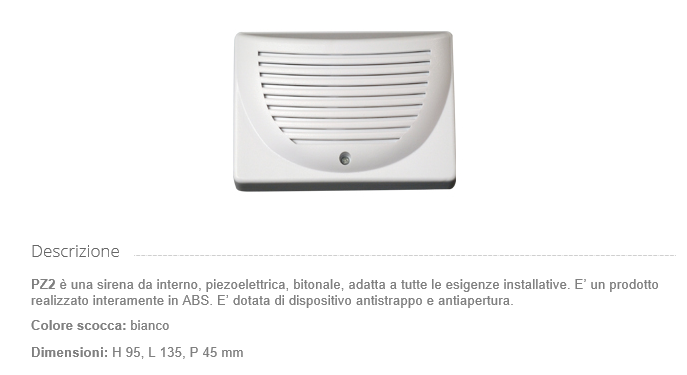 Descrizione
PZ2 è una sirena da interno, piezoelettrica, bitonale, adatta a tutte le esigenze installative. E’ un prodotto
realizzato interamente in ABS. E’ dotata di dispositivo antistrappo e antiapertura.
Colore scocca: bianco
Dimensioni: H 95, L 135, P 45 mm